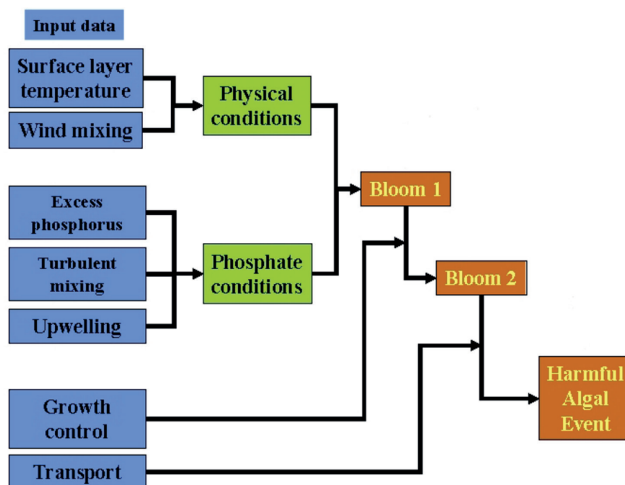 Input data
Surface layer
temperature
Wind mixing
Physical
conditions
Bloom 1
Excess
phosphorus
Turbulent
mixing
Upwelling
Phosphate
conditions
Bloom 2
Harmful
Algal
Event
Growth
control
Transport